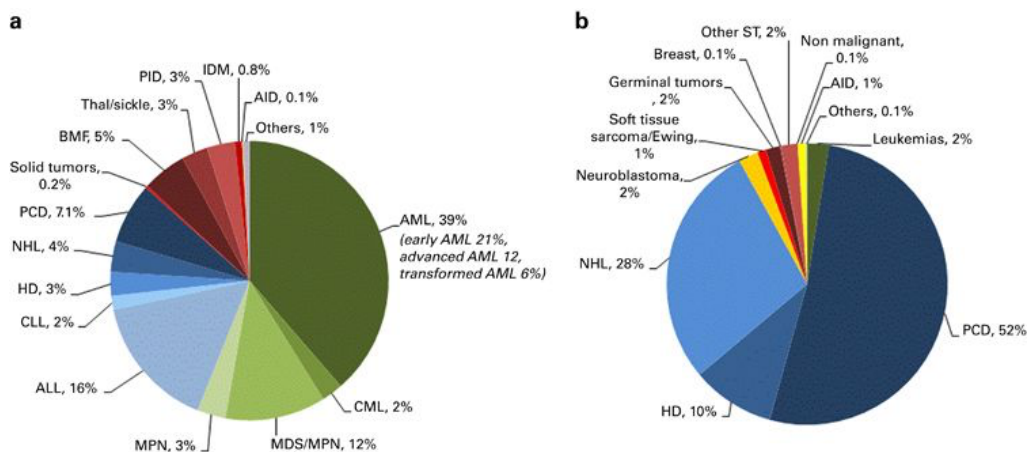 a
IDM, 0.8%
PID, 3%
AID, 0.1%
Thal/sickle, 3%
Others, 1%
BMF, 5%
Solid tumors,
0.2%
PCD, 7.1%
NHL, 4%
HD, 3%
CLL, 2%
ALL, 16%
MPN, 3%
MDS/MPN, 12%
CML, 2%
AML, 39%
(early AML 21%,
advanced AML 12,
transformed AML 6%)
b
Other ST, 2%
Non malignant,
0.1%
Breast, 0.1%
AID, 1%
Germinal tumors
, 2%
Others, 0.1%
Soft tissue
sarcoma/Ewing,
1%
Leukemias, 2%
Neuroblastoma,
2%
NHL, 28%
PCD, 52%
HD, 10%